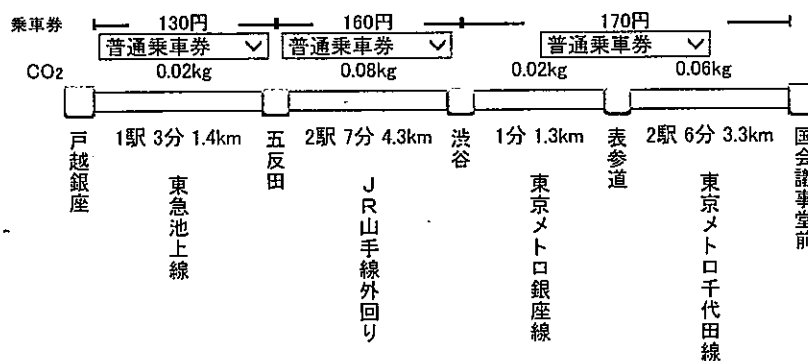 乗車券 130円 160円 170円
普通乗車券 普通乗車券 普通乗車券
CO2 0.02kg 0.08kg 0.02kg 0.06kg
戸越銀座
1駅 3分 1.4km
東急池上線
五反田
2駅 7分 4.3km
JR山手線外回り
渋谷
1分 1.3km
東京メトロ銀座線
表参道
2駅 6分 3.3km
東京メトロ千代田線
国会議事堂前